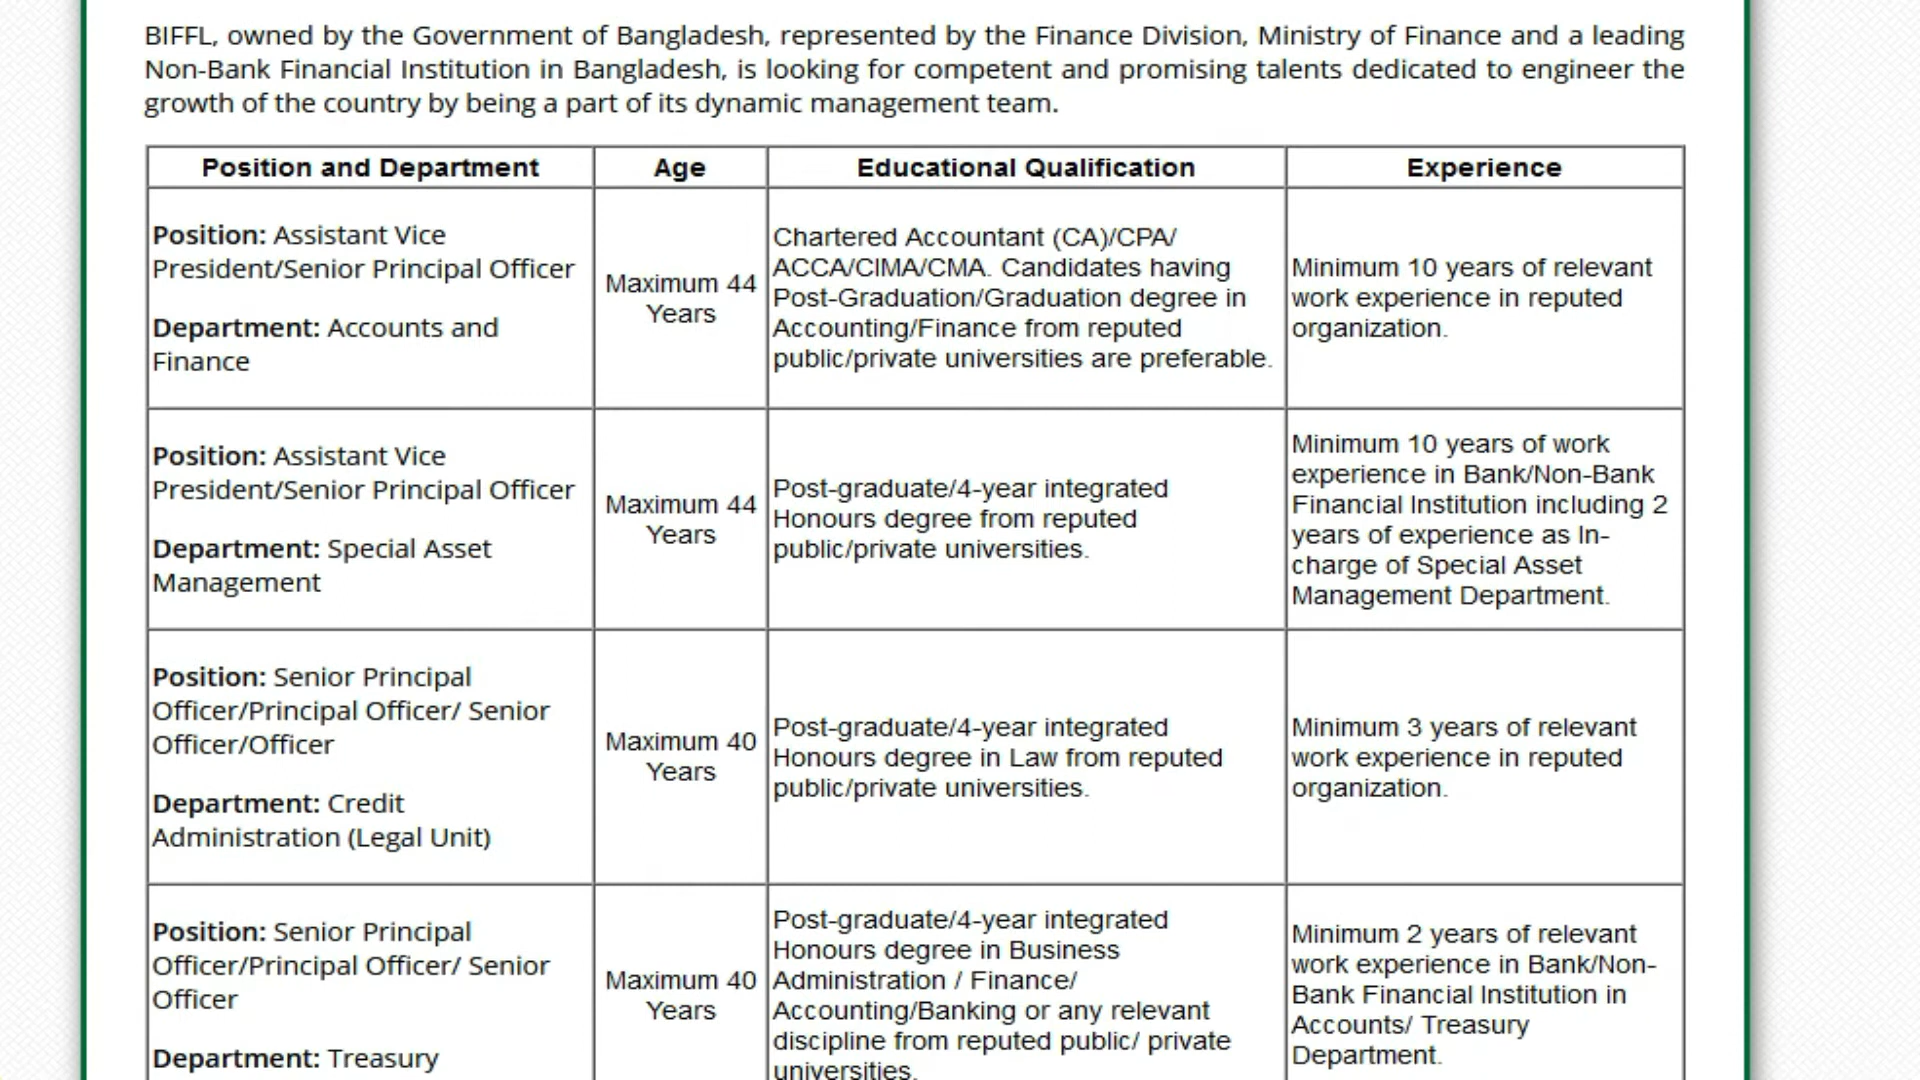 BIFFL, owned by the Government of Bangladesh, represented by the Finance Division, Ministry of Finance and a leading
Non-Bank Financial Institution in Bangladesh, is looking for competent and promising talents dedicated to engineer the
growth of the country by being a part of its dynamic management team.
Position and Department
Age
Educational Qualification
Experience
Position: Assistant Vice
President/Senior Principal Officer
Department: Accounts and
Finance
Maximum 44
Years
Chartered Accountant (CA)/CPA/
ACCA/CIMA/CMA. Candidates having
Post-Graduation/Graduation degree in
Accounting/Finance from reputed
public/private universities are preferable.
Minimum 10 years of relevant
work experience in reputed
organization.
Position: Assistant Vice
President/Senior Principal Officer
Department: Special Asset
Management
Maximum 44
Years
Post-graduate/4-year integrated
Honours degree from reputed
public/private universities.
Minimum 10 years of work
experience in Bank/Non-Bank
Financial Institution including 2
years of experience as In-
charge of Special Asset
Management Department.
Position: Senior Principal
Officer/Principal Officer/ Senior
Officer/Officer
Department: Credit
Administration (Legal Unit)
Maximum 40
Years
Post-graduate/4-year integrated
Honours degree in Law from reputed
public/private universities.
Minimum 3 years of relevant
work experience in reputed
organization.
Position: Senior Principal
Officer/Principal Officer/ Senior
Officer
Department: Treasury
Maximum 40
Years
Post-graduate/4-year integrated
Honours degree in Business
Administration / Finance/
Accounting/Banking or any relevant
discipline from reputed public/ private
universities.
Minimum 2 years of relevant
work experience in Bank/Non-
Bank Financial Institution in
Accounts/ Treasury
Department.